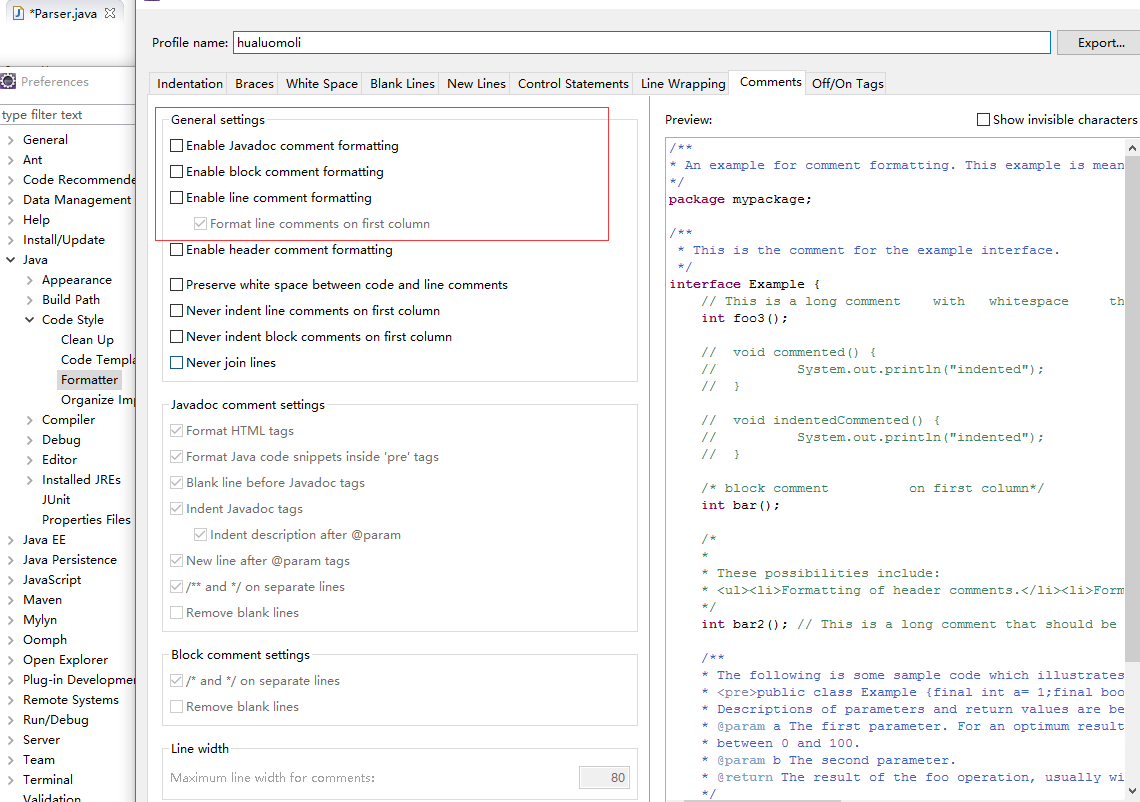 *Parser.java
Preferences
type filter text
General
Ant
Code Recommende
Data Management
Help
Install/Update
Java
Appearance
Build Path
Code Style
Clean Up
Code Templa
Formatter
Organize Imp
Compiler
Debug
Editor
Installed JREs
JUnit
Properties Files
Java EE
Java Persistence
JavaScript
Maven
Mylyn
Oomph
Open Explorer
Plug-in Developmen
Remote Systems
Run/Debug
Server
Team
Terminal
Validation
Profile name: hualuomoli Export...
Indentation Braces White Space Blank Lines New Lines Control Statements Line Wrapping Comments Off/On Tags
General settings
Enable Javadoc comment formatting
Enable block comment formatting
Enable line comment formatting
Format line comments on first column
Enable header comment formatting
Preserve white space between code and line comments
Never indent line comments on first column
Never indent block comments on first column
Never join lines
Javadoc comment settings
Format HTML tags
Format Java code snippets inside 'pre' tags
Blank line before Javadoc tags
Indent Javadoc tags
Indent description after @param
New line after @param tags
/** and */ on separate lines
Remove blank lines
Block comment settings
/* and */ on separate lines
Remove blank lines
Line width
Maximum line width for comments: 80
Preview: Show invisible characters
/**
* An example for comment formatting. This example is mean
*/
package mypackage;
/**
* This is the comment for the example interface.
*/
interface Example {
// This is a long comment    with   whitespace     th
int foo3();
//  void commented() {
//          System.out.println("indented");
//  }
//  void indentedCommented() {
//          System.out.println("indented");
//  }
/* block comment          on first column*/
int bar();
/*
*
* These possibilities include:
* <ul><li>Formatting of header comments.</li><li>Form
*/
int bar2(); // This is a long comment that should be
/**
* The following is some sample code which illustrates
* <pre>public class Example {final int a= 1;final boo
* Descriptions of parameters and return values are be
* @param a The first parameter. For an optimum result
* between 0 and 100.
* @param b The second parameter.
* @return The result of the foo operation, usually wi
*/